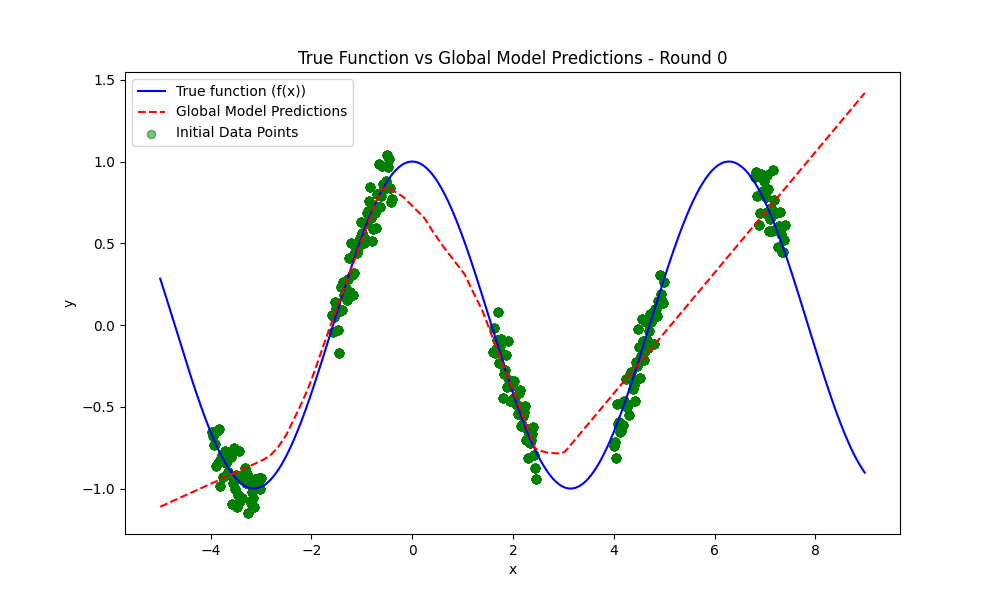 True Function vs Global Model Predictions - Round 0
True function (f(x))
Global Model Predictions
Initial Data Points
1.5
1.0
0.5
0.0
−0.5
−1.0
y
−4
−2
0
2
4
6
8
x